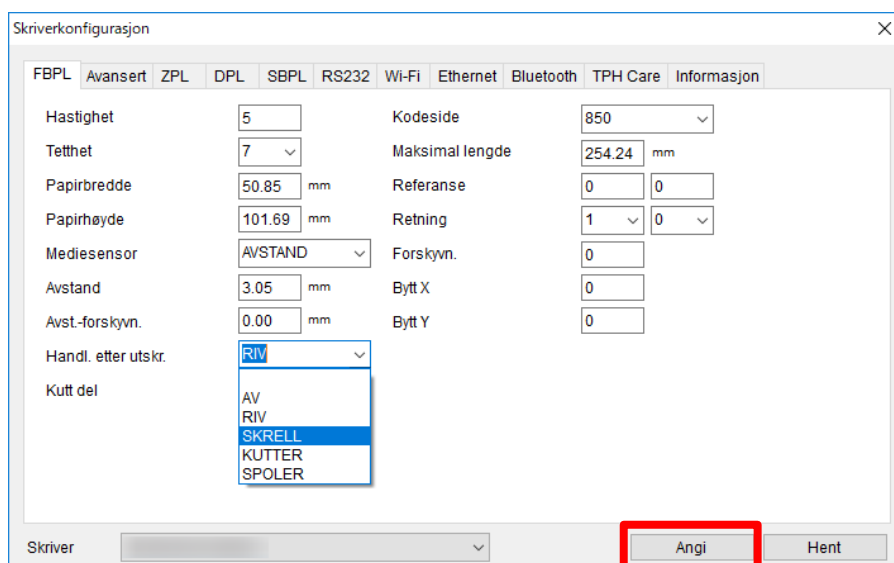 Skriverkonfigurasjon
FBPL Avansert ZPL DPL SBPL RS232 Wi-Fi Ethernet Bluetooth TPH Care Informasjon
Hastighet 5 Kodeside 850
Tetthet 7 Maksimal lengde 254.24 mm
Papirbredde 50.85 mm Referanse 0 0
Papirhøyde 101.69 mm Retning 1 0
Mediesensor AVSTAND Forskyvn. 0
Avstand 3.05 mm Bytt X 0
Avst.-forskyvn. 0.00 mm Bytt Y 0
Handl. etter utskr. RIV
Kutt del
AV
RIV
SKRELL
KUTTER
SPOLER
Skriver Angi Hent